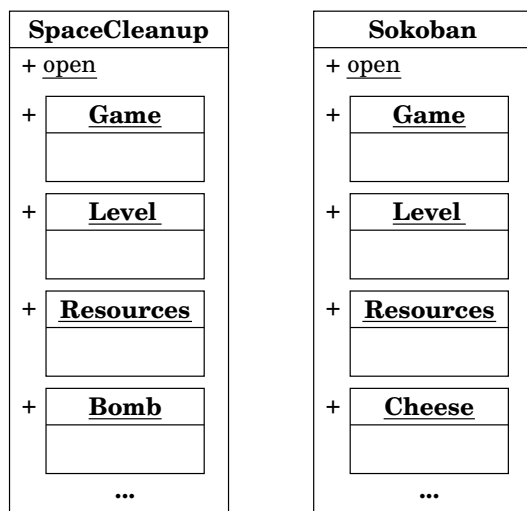 SpaceCleanup
+ open
+ Game
+ Level
+ Resources
+ Bomb
...
Sokoban
+ open
+ Game
+ Level
+ Resources
+ Cheese
...